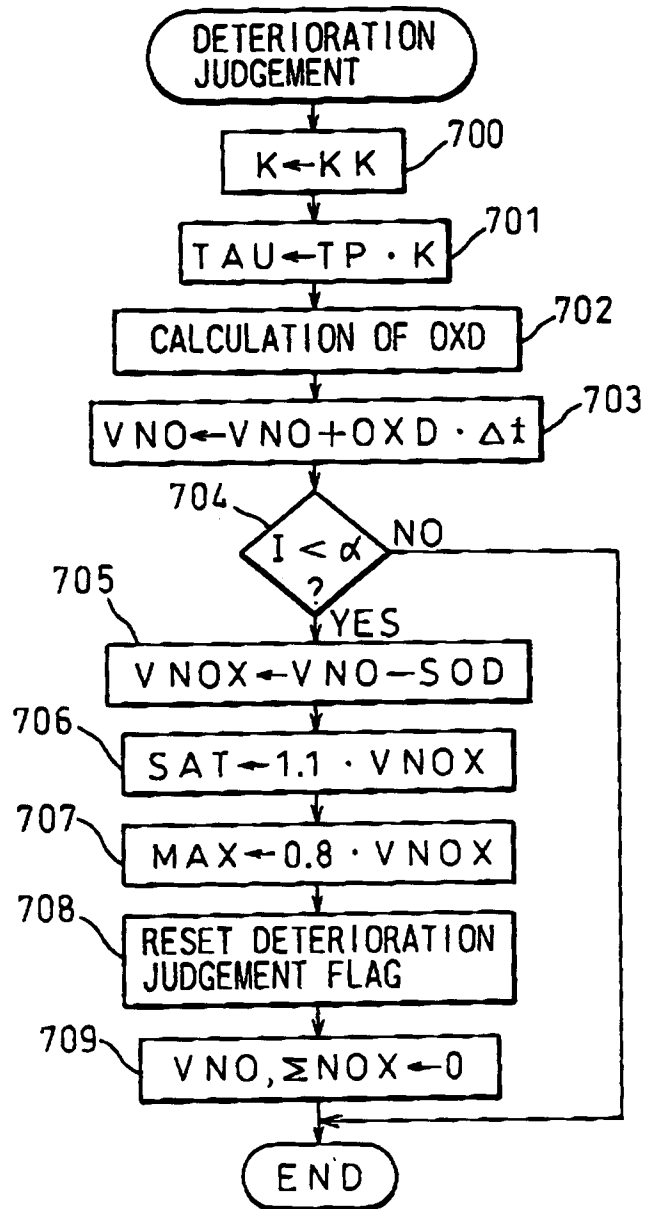 DETERIORATION
JUDGEMENT
700
K←KK
701
TAU←TP・K
702
CALCULATION OF OXD
703
VNO←VNO+OXD・Δt
704
I < α
?
NO
YES
705
VNOX←VNO−SOD
706
SAT←1.1・VNOX
707
MAX←0.8・VNOX
708
RESET DETERIORATION
JUDGEMENT FLAG
709
VNO, ΣNOX←0
END